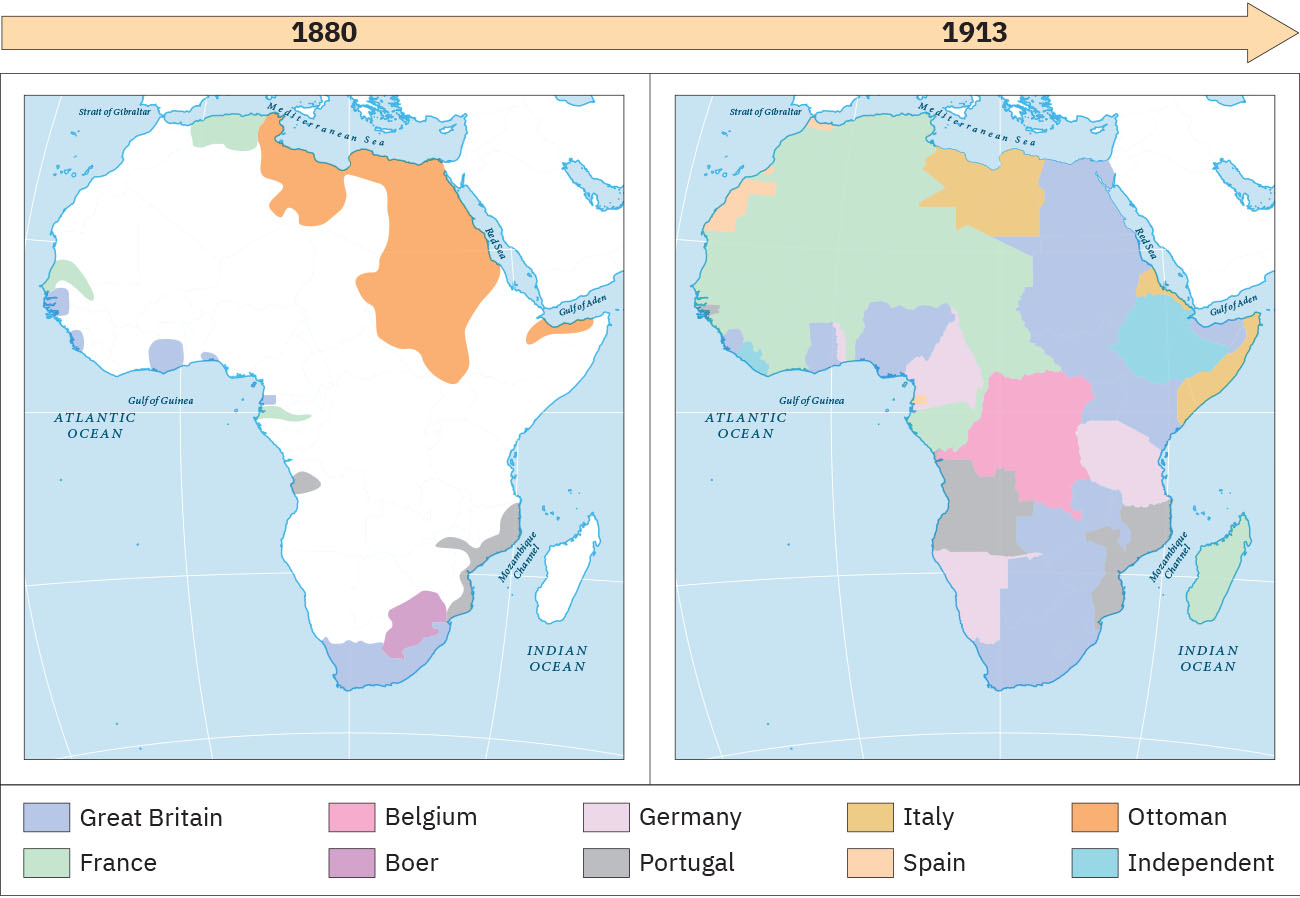 1880
1913
Strait of Gibraltar
Mediterranean Sea
Red Sea
Gulf of Aden
Gulf of Guinea
ATLANTIC
OCEAN
Mozambique
Channel
INDIAN
OCEAN
Strait of Gibraltar
Mediterranean Sea
Red Sea
Gulf of Aden
Gulf of Guinea
ATLANTIC
OCEAN
Mozambique
Channel
INDIAN
OCEAN
Great Britain
Belgium
Germany
Italy
Ottoman
France
Boer
Portugal
Spain
Independent